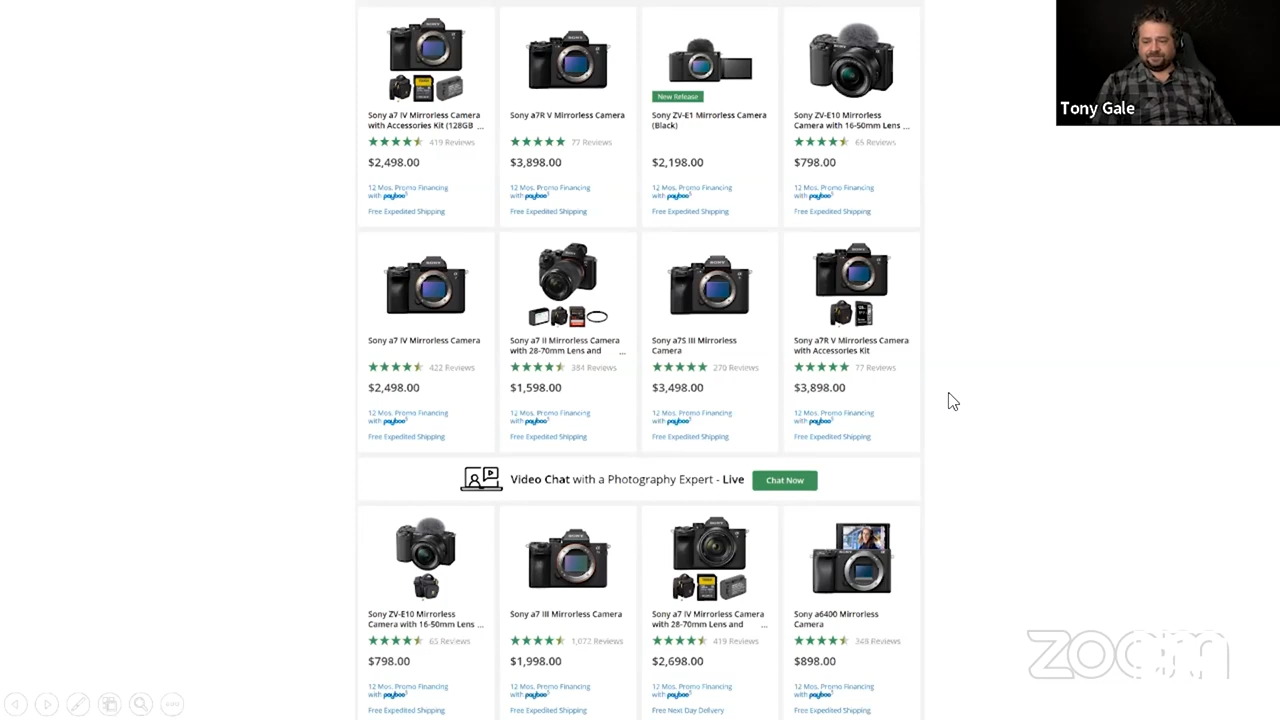 Tony Gale
New Release
Sony a7 IV Mirrorless Camera
with Accessories Kit (128GB ...
419 Reviews
$2,498.00
12 Mos. Promo Financing
with payboo§
Free Expedited Shipping
Sony a7R V Mirrorless Camera
77 Reviews
$3,898.00
12 Mos. Promo Financing
with payboo§
Free Expedited Shipping
Sony ZV-E1 Mirrorless Camera
(Black)
$2,198.00
12 Mos. Promo Financing
with payboo§
Free Expedited Shipping
Sony ZV-E10 Mirrorless
Camera with 16-50mm Lens ...
65 Reviews
$798.00
12 Mos. Promo Financing
with payboo§
Free Expedited Shipping
Sony a7 IV Mirrorless Camera
422 Reviews
$2,498.00
12 Mos. Promo Financing
with payboo§
Free Expedited Shipping
Sony a7 II Mirrorless Camera
with 28-70mm Lens and ...
384 Reviews
$1,598.00
12 Mos. Promo Financing
with payboo§
Free Expedited Shipping
Sony a7S III Mirrorless
Camera
270 Reviews
$3,498.00
12 Mos. Promo Financing
with payboo§
Free Expedited Shipping
Sony a7R V Mirrorless Camera
with Accessories Kit
77 Reviews
$3,898.00
12 Mos. Promo Financing
with payboo§
Free Expedited Shipping
Video Chat with a Photography Expert - Live
Chat Now
Sony ZV-E10 Mirrorless
Camera with 16-50mm Lens ...
65 Reviews
$798.00
12 Mos. Promo Financing
with payboo§
Free Expedited Shipping
Sony a7 III Mirrorless Camera
1,072 Reviews
$1,998.00
12 Mos. Promo Financing
with payboo§
Free Expedited Shipping
Sony a7 IV Mirrorless Camera
with 28-70mm Lens and ...
419 Reviews
$2,698.00
12 Mos. Promo Financing
with payboo§
Free Next Day Delivery
Sony a6400 Mirrorless
Camera
348 Reviews
$898.00
12 Mos. Promo Financing
with payboo§
Free Expedited Shipping
zoom